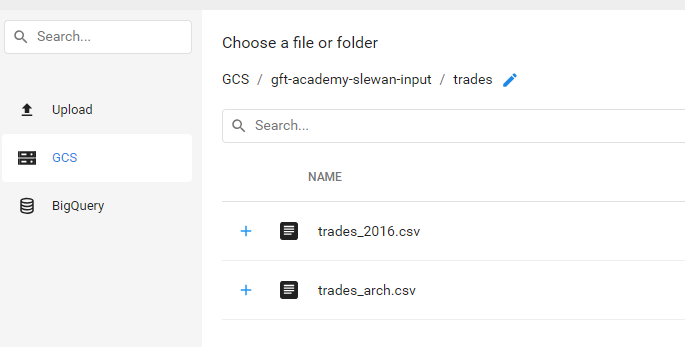 Search...
Upload
GCS
BigQuery
Choose a file or folder
GCS / gft-academy-slewan-input / trades
Search...
NAME
trades_2016.csv
trades_arch.csv